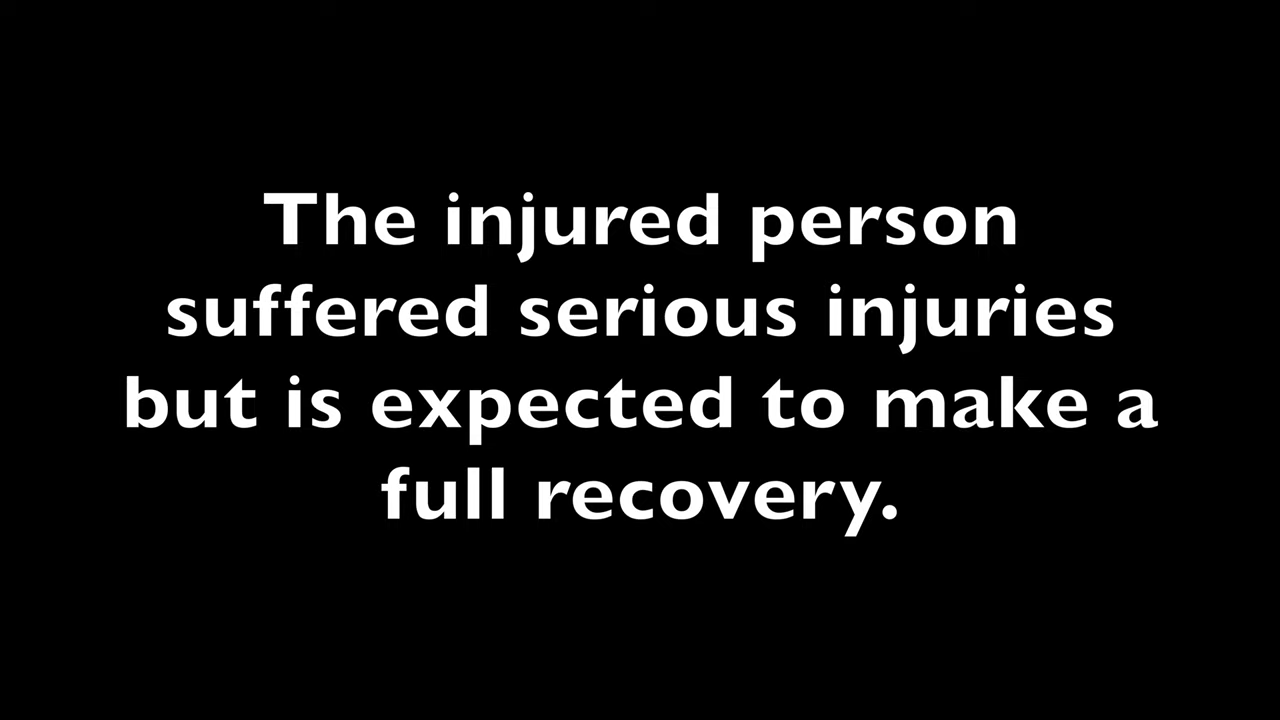 The injured person
suffered serious injuries
but is expected to make a
full recovery.